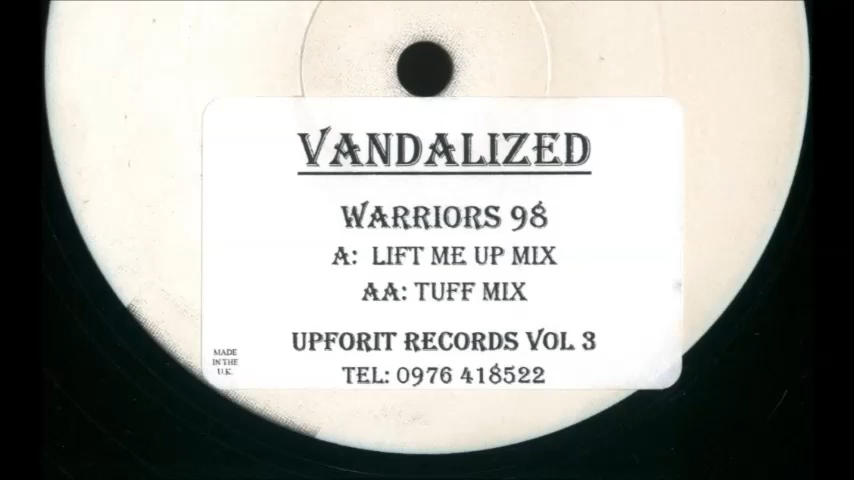 VANDALIZED
WARRIORS 98
A: LIFT ME UP MIX
AA: TUFF MIX
UPFORIT RECORDS VOL 3
TEL: 0976 418522
MADE
IN THE
U.K.